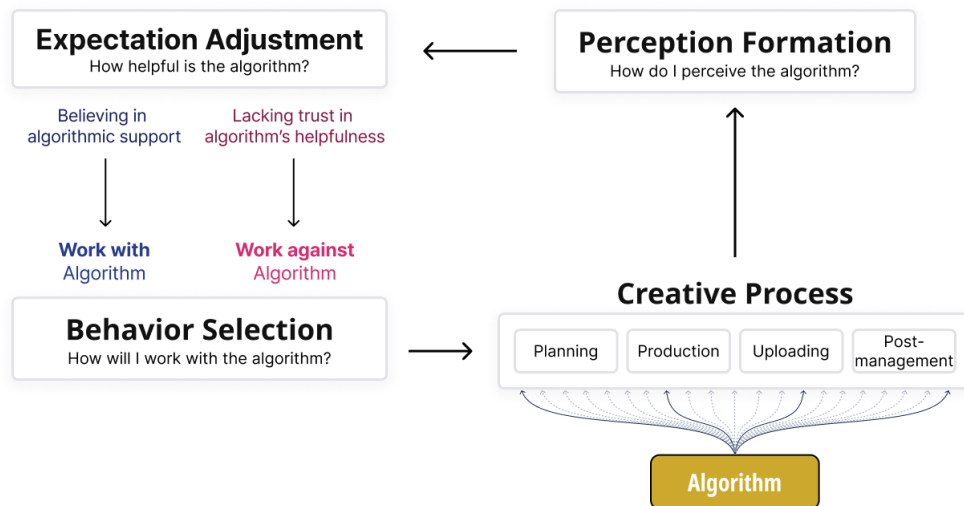 Expectation Adjustment
How helpful is the algorithm?
Perception Formation
How do I perceive the algorithm?
Believing in
algorithmic support
Lacking trust in
algorithm's helpfulness
Work with
Algorithm
Work against
Algorithm
Behavior Selection
How will I work with the algorithm?
Creative Process
Planning
Production
Uploading
Post-
management
Algorithm